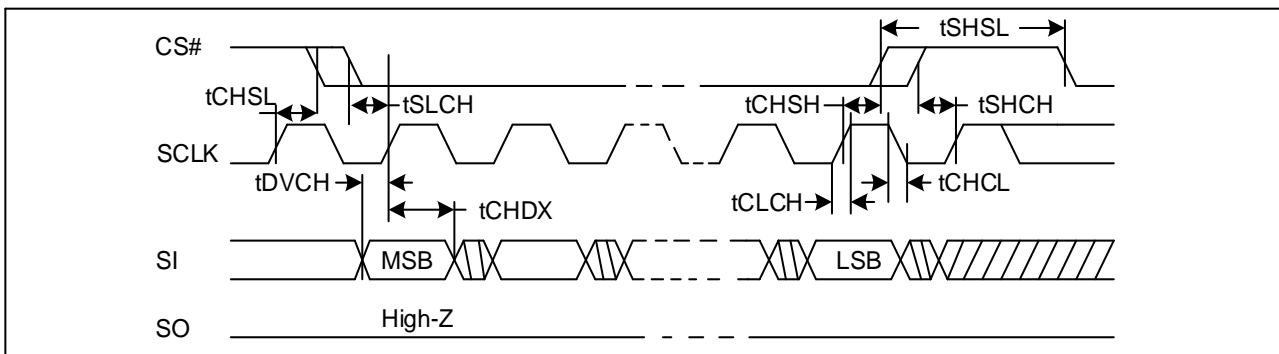 CS#
tSHSL
tCHSL
tSLCH
tCHSH
tSHCH
SCLK
tDVCH
tCHDX
tCLCH
tCHCL
SI
MSB
LSB
SO
High-Z